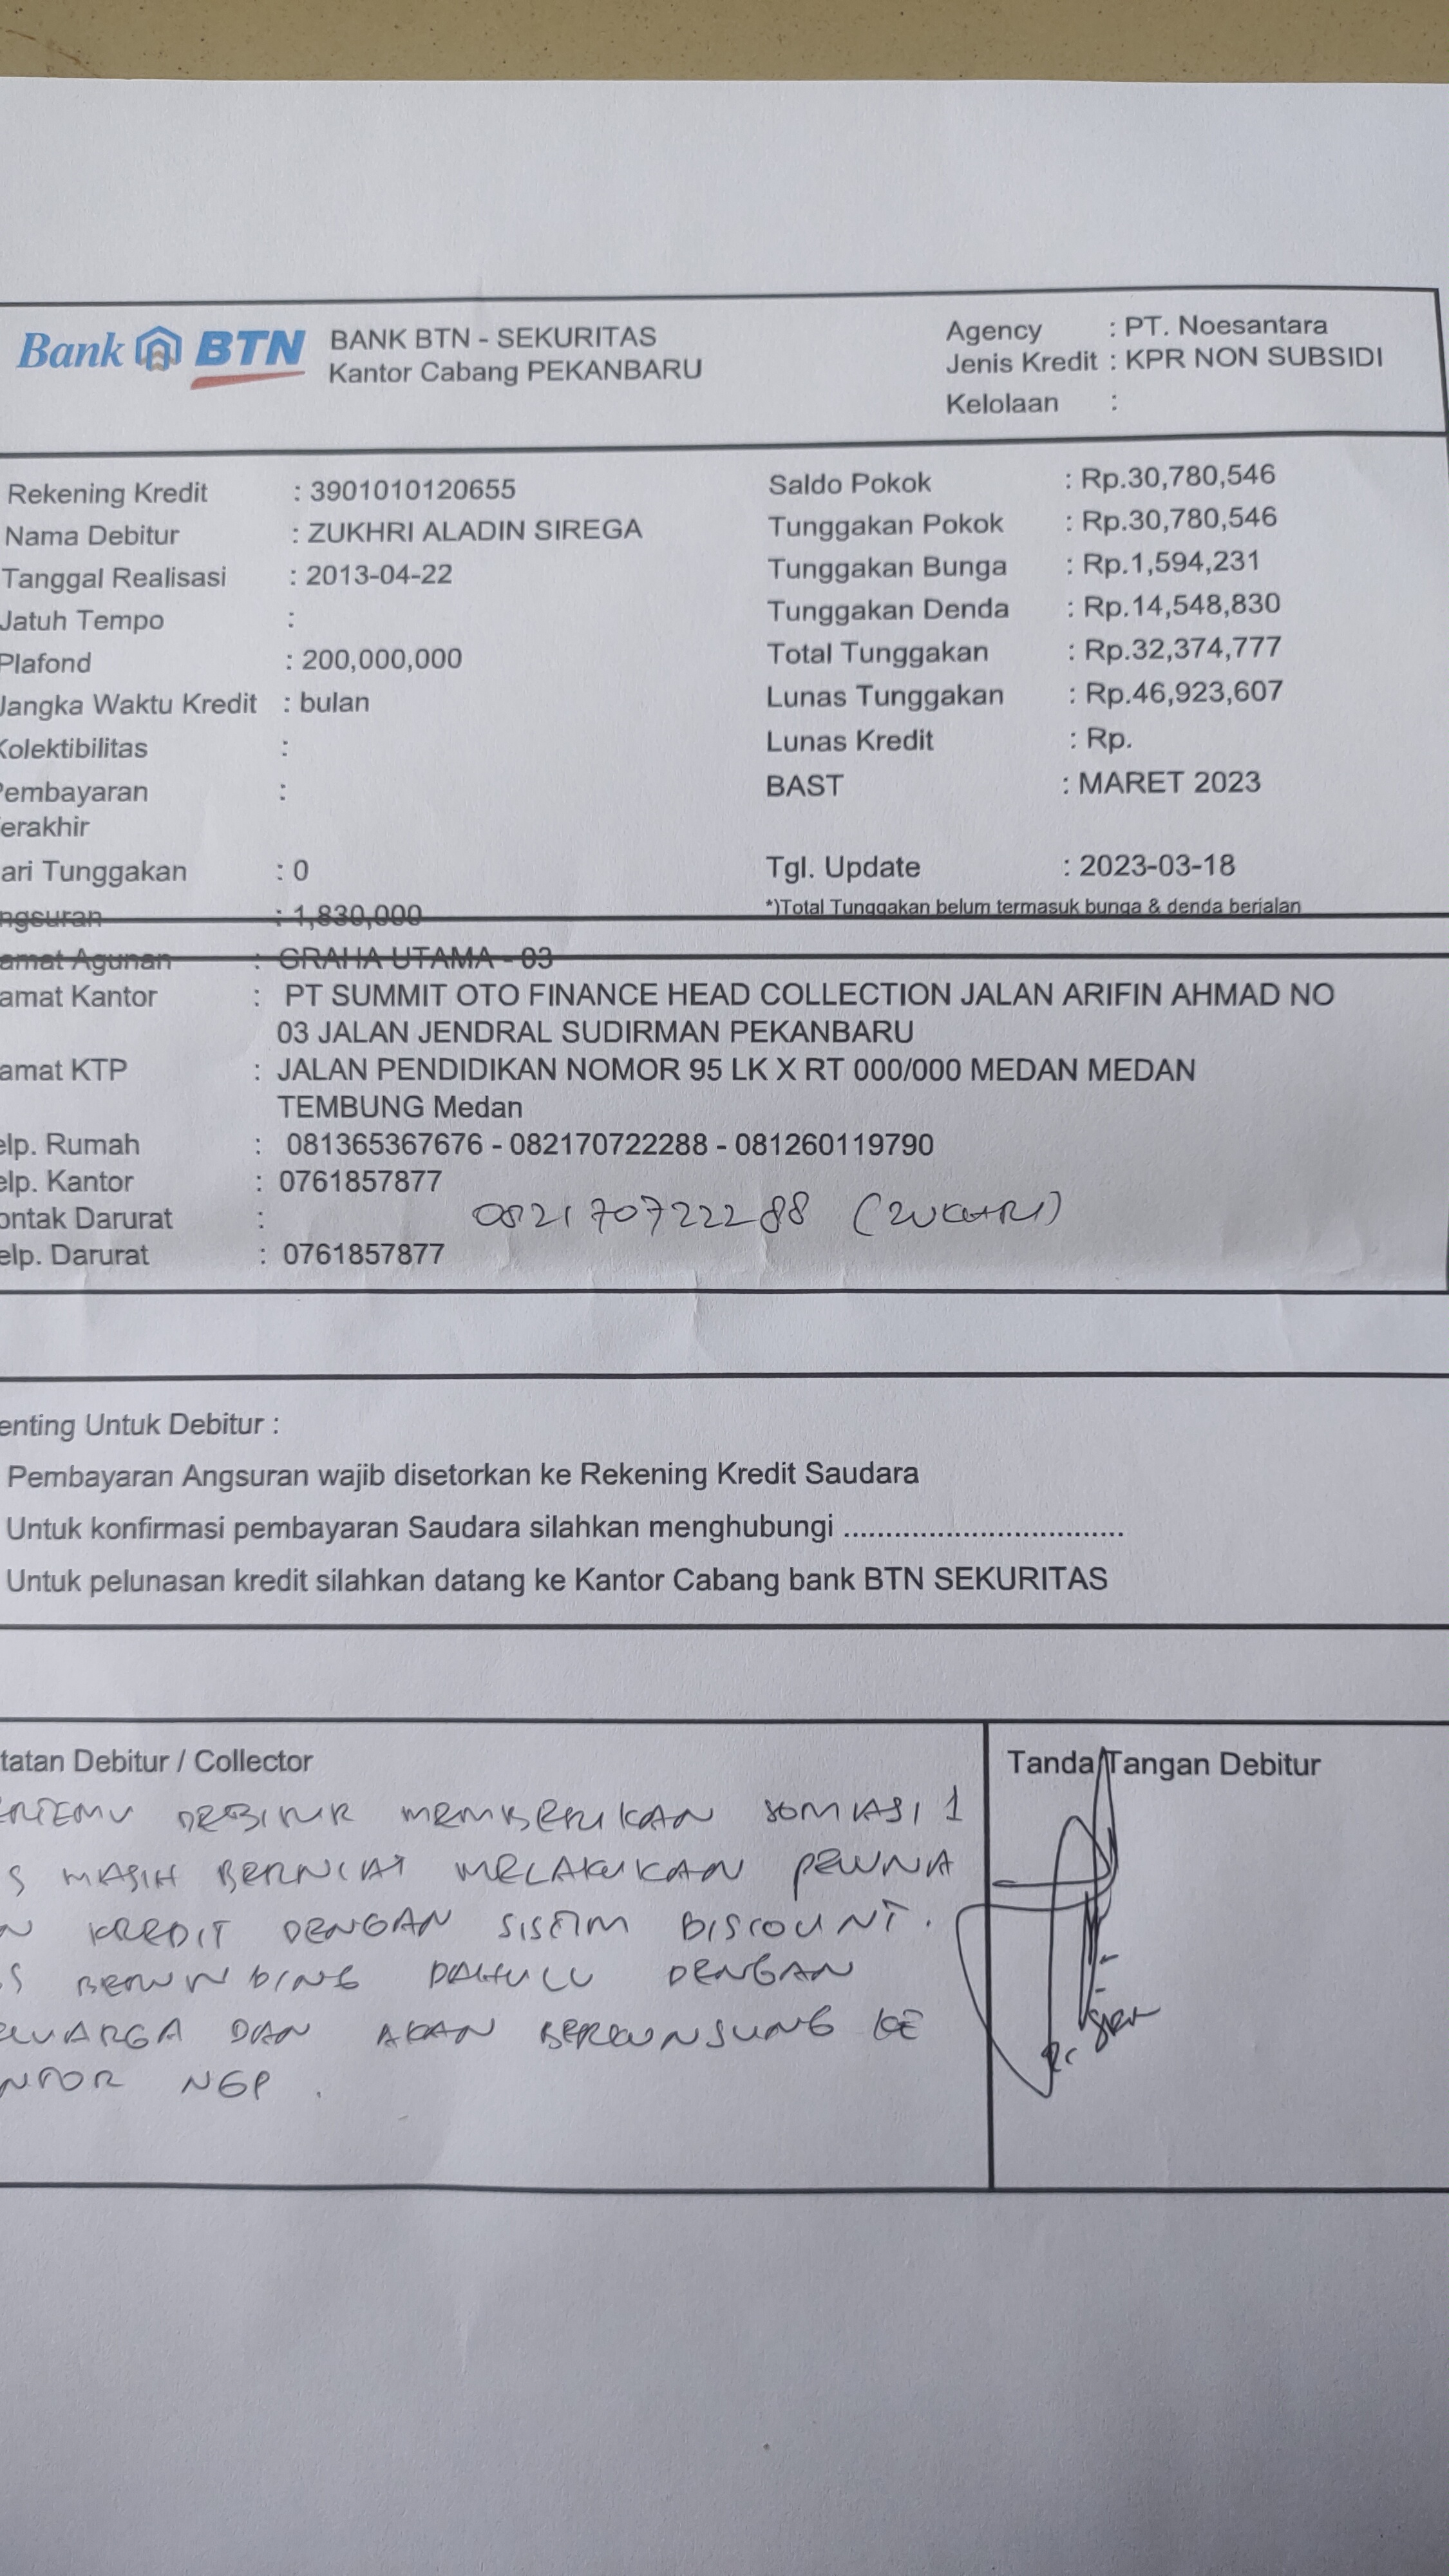 Bank BTN BANK BTN - SEKURITAS
Kantor Cabang PEKANBARU
Agency : PT. Noesantara
Jenis Kredit : KPR NON SUBSIDI
Kelolaan :
Rekening Kredit : 3901010120655
Nama Debitur : ZUKHRI ALADIN SIREGA
Tanggal Realisasi : 2013-04-22
Jatuh Tempo :
Plafond : 200,000,000
Jangka Waktu Kredit : bulan
Kolektibilitas :
Pembayaran :
erakhir
ari Tunggakan : 0
ngsuran : 1,830,000
Saldo Pokok : Rp.30,780,546
Tunggakan Pokok : Rp.30,780,546
Tunggakan Bunga : Rp.1,594,231
Tunggakan Denda : Rp.14,548,830
Total Tunggakan : Rp.32,374,777
Lunas Tunggakan : Rp.46,923,607
Lunas Kredit : Rp.
BAST : MARET 2023
Tgl. Update : 2023-03-18
*)Total Tunggakan belum termasuk bunga & denda berjalan
amat Agunan : GRAHA UTAMA - 03
amat Kantor : PT SUMMIT OTO FINANCE HEAD COLLECTION JALAN ARIFIN AHMAD NO
03 JALAN JENDRAL SUDIRMAN PEKANBARU
amat KTP : JALAN PENDIDIKAN NOMOR 95 LK X RT 000/000 MEDAN MEDAN
TEMBUNG Medan
elp. Rumah : 081365367676 - 082170722288 - 081260119790
elp. Kantor : 0761857877
ontak Darurat : 082170722288 (ZUKHRI)
elp. Darurat : 0761857877
enting Untuk Debitur :
Pembayaran Angsuran wajib disetorkan ke Rekening Kredit Saudara
Untuk konfirmasi pembayaran Saudara silahkan menghubungi .................................
Untuk pelunasan kredit silahkan datang ke Kantor Cabang bank BTN SEKURITAS
tatan Debitur / Collector
Tanda Tangan Debitur
ERTEMU DEBITUR MEMBERIKAN SOMASI 1
S MASIH BERNIAT MELAKUKAN PELUNA
N KREDIT DENGAN SISTIM DISCOUNT.
S BERUNDING DAHULU DENGAN
ELUARGA DAN AKAN BERKUNJUNG KE
NTOR NGP .